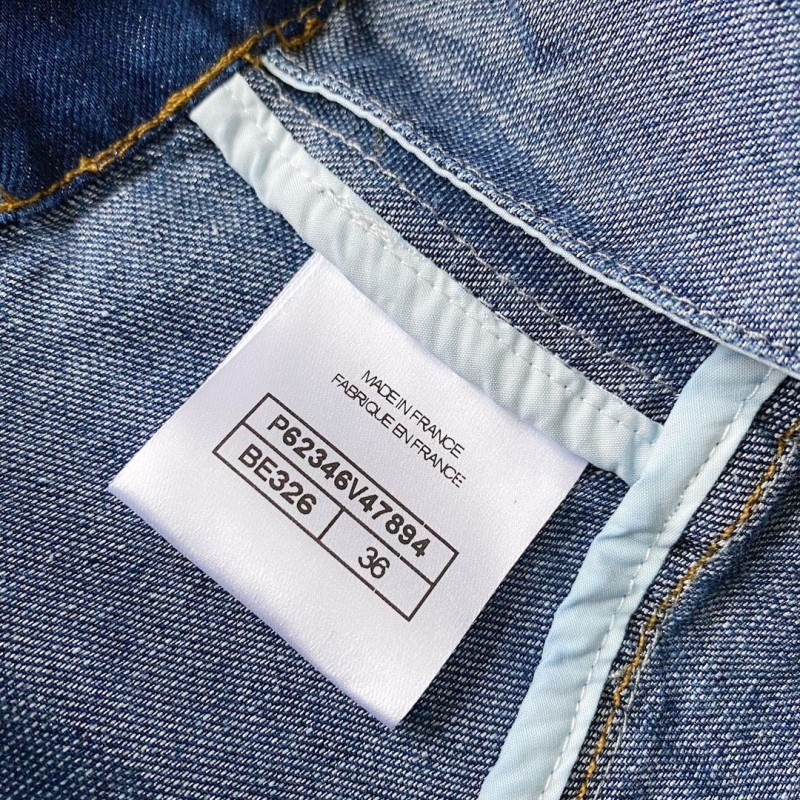 MADE IN FRANCE
FABRIQUE EN FRANCE
P62346V47894
BE326 36